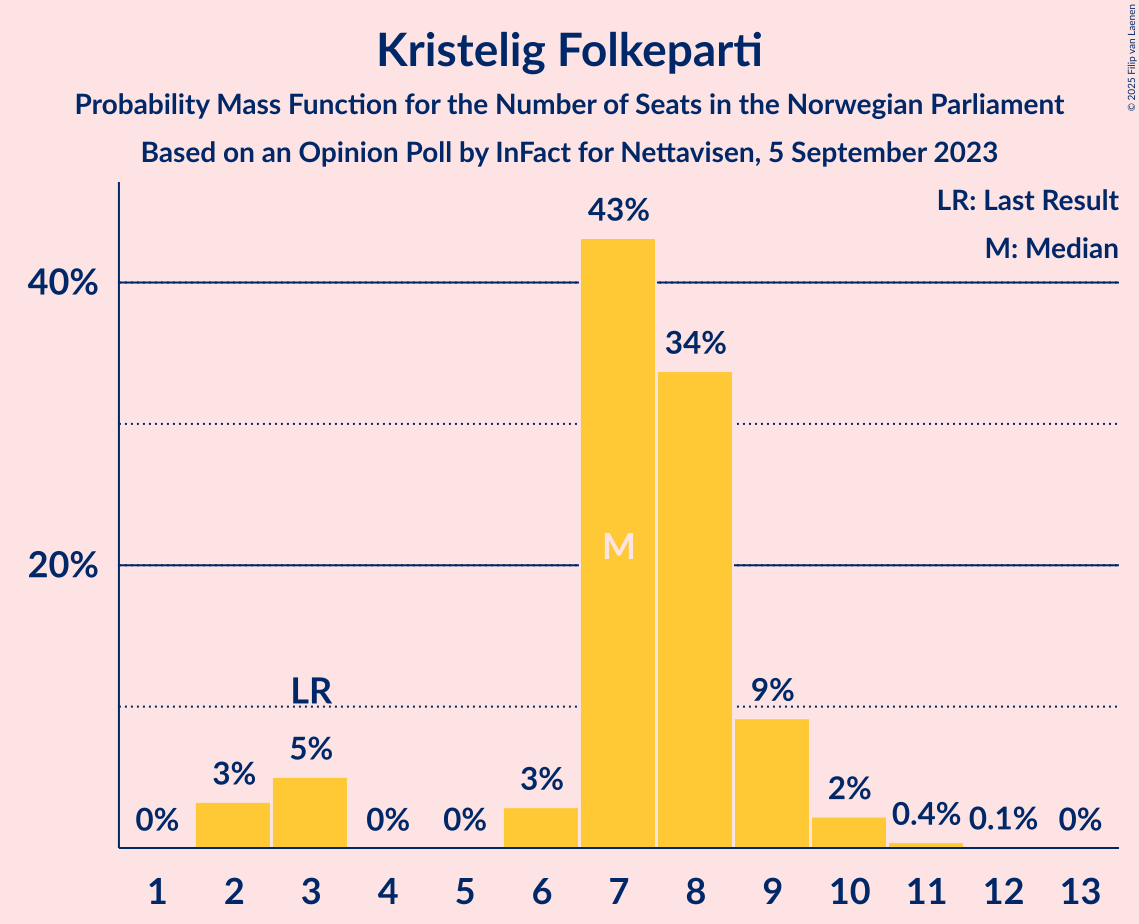 Kristelig Folkeparti
Probability Mass Function for the Number of Seats in the Norwegian Parliament
Based on an Opinion Poll by InFact for Nettavisen, 5 September 2023
© 2025 Filip van Laenen
LR: Last Result
M: Median
43%
40%
34%
M
20%
LR
9%
5%
3%
3%
2%
0%
0%
0%
0.4%
0.1%
0%
1 2 3 4 5 6 7 8 9 10 11 12 13